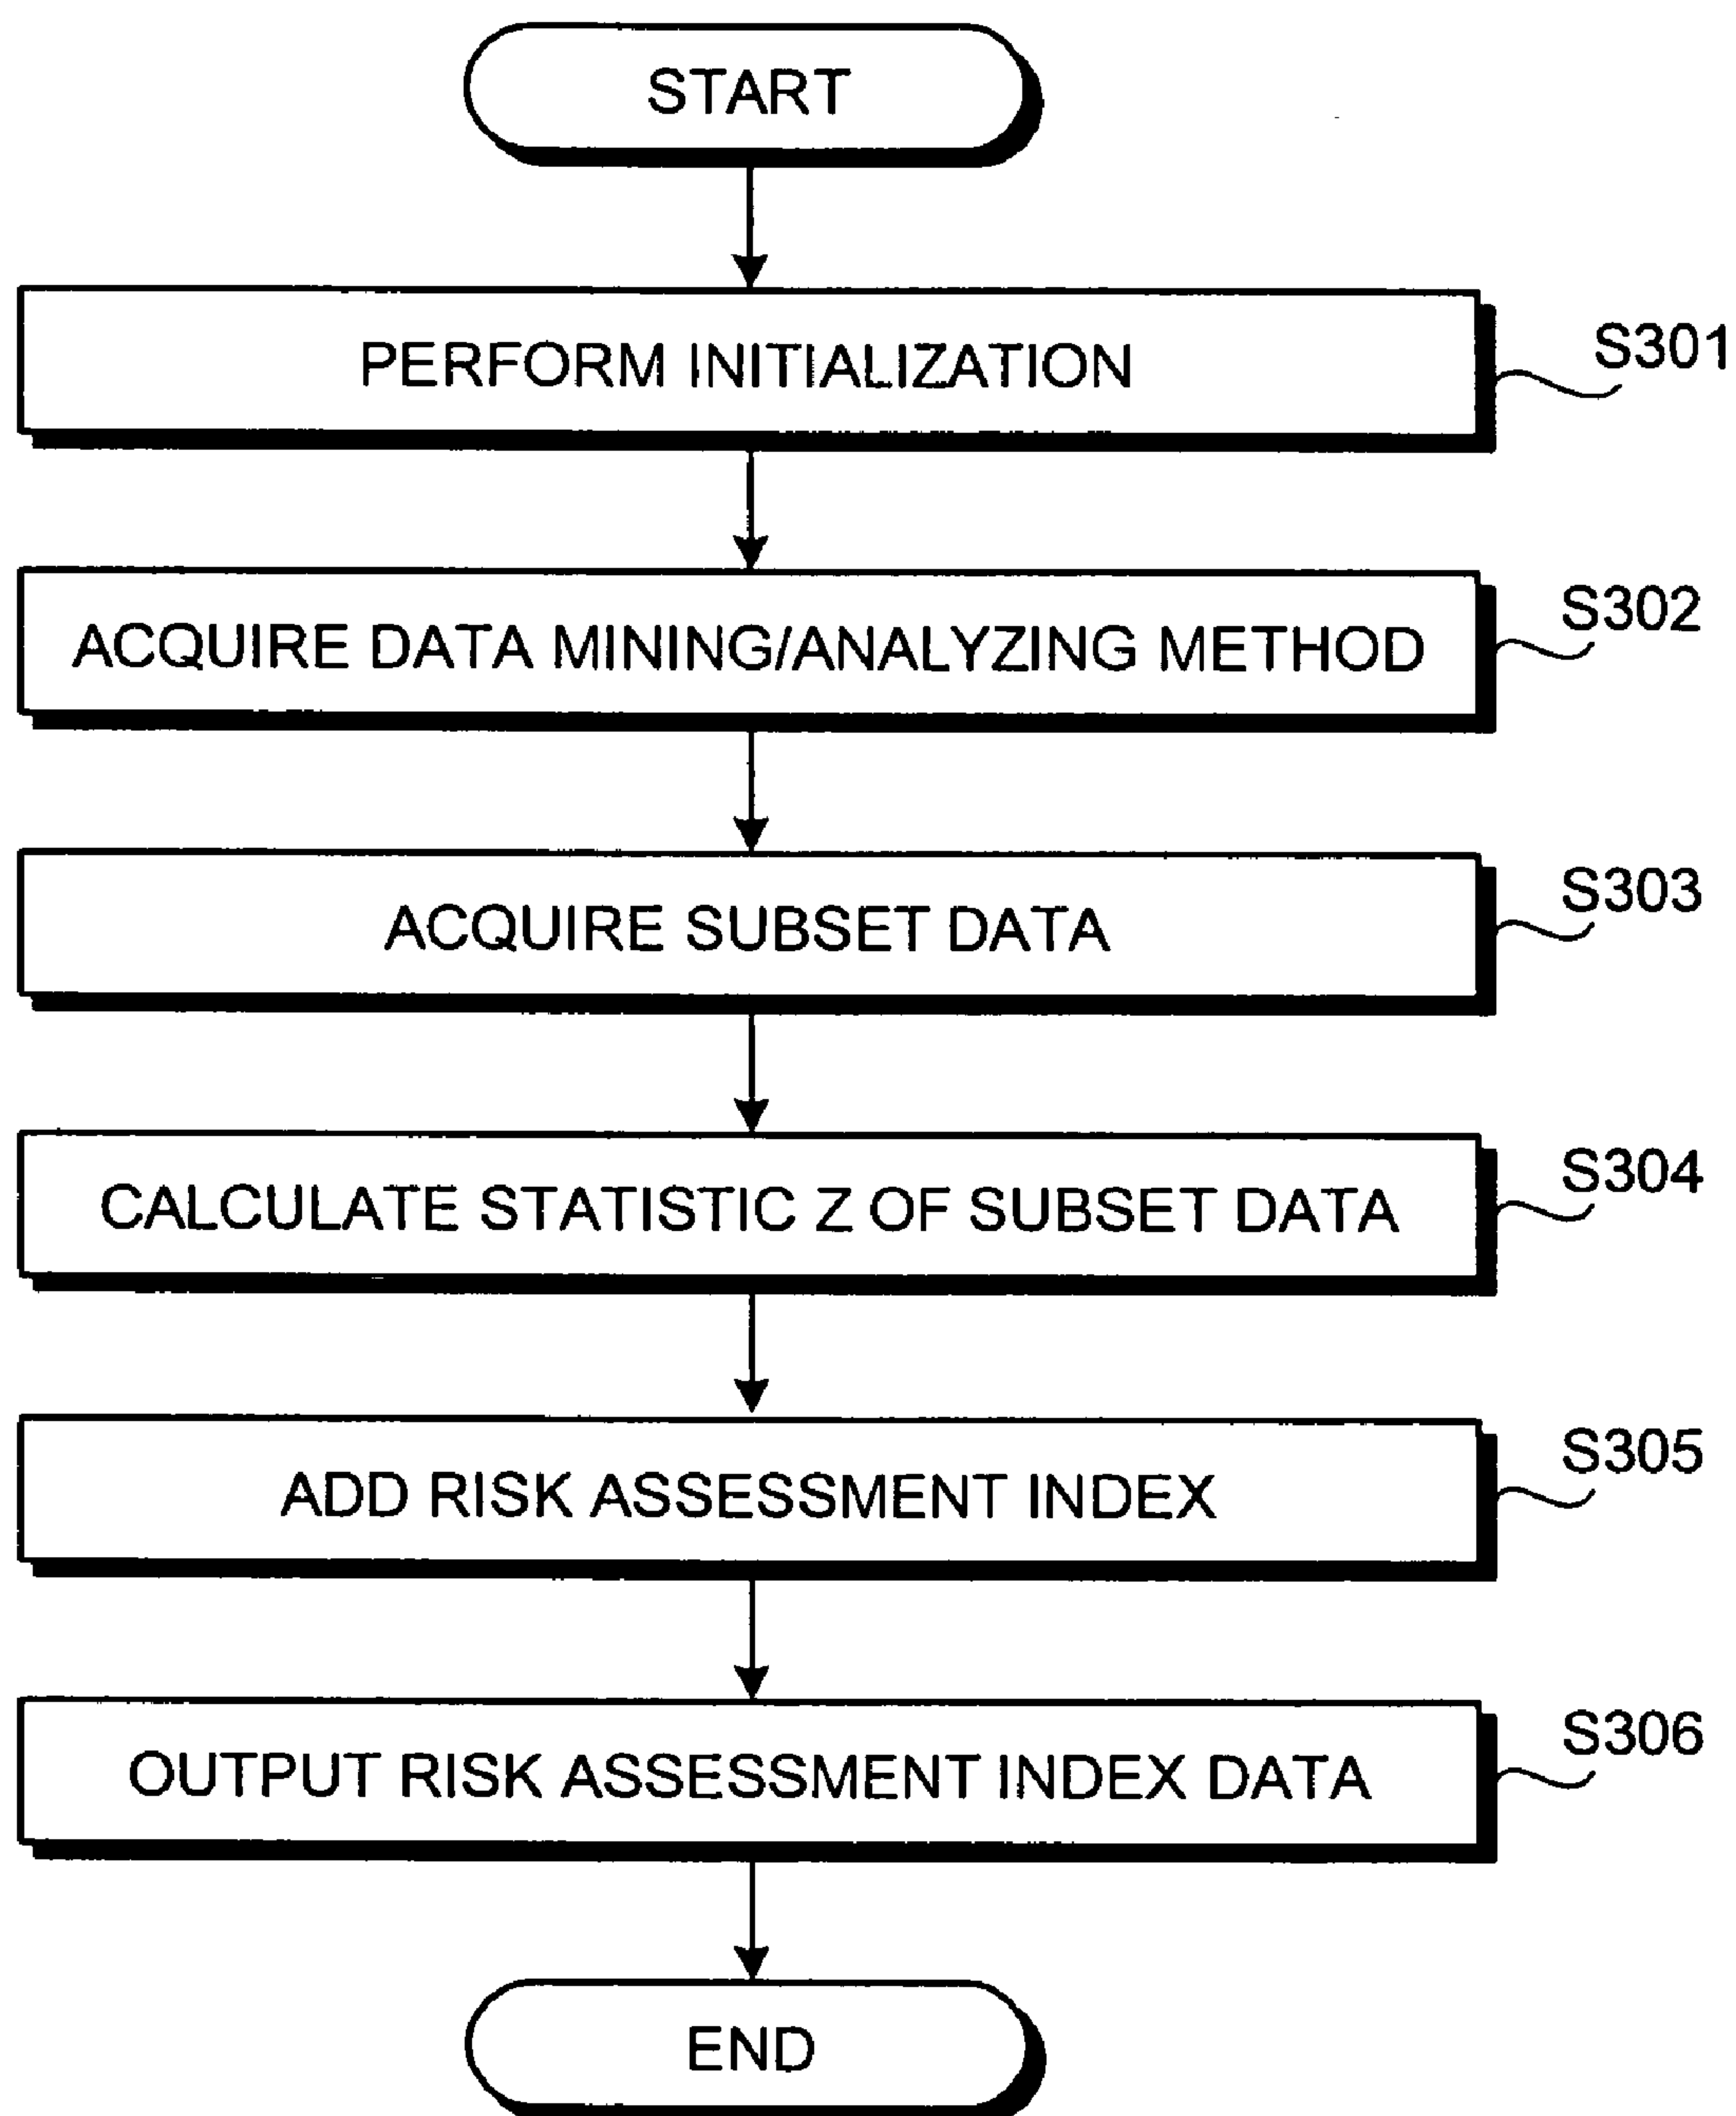 START
PERFORM INITIALIZATION
S301
ACQUIRE DATA MINING/ANALYZING METHOD
S302
ACQUIRE SUBSET DATA
S303
CALCULATE STATISTIC Z OF SUBSET DATA
S304
ADD RISK ASSESSMENT INDEX
S305
OUTPUT RISK ASSESSMENT INDEX DATA
S306
END